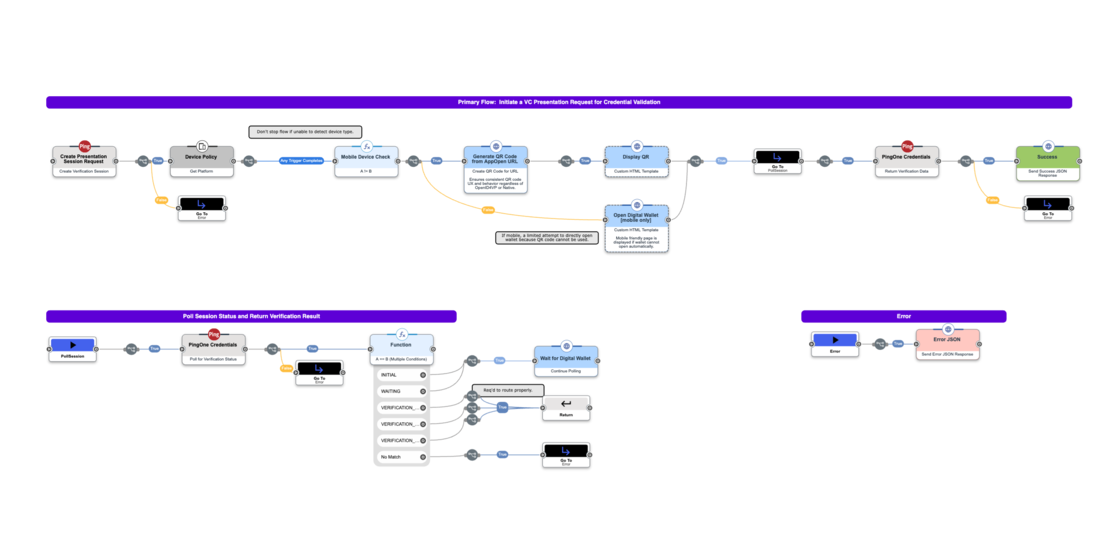 Primary Flow: Initiate a VC Presentation Request for Credential Validation
Don't stop flow if unable to detect device type.
Ping
Create Presentation
Session Request
Create Verification Session
True
False
Go To
Error
Device Policy
Get Platform
Any Trigger Completes
Mobile Device Check
A != B
True
False
Generate QR Code
from AppOpen URL
Create QR Code for URL
Ensures consistent QR code
UX and behavior regardless of
OpenID4VP or Native
True
Display QR
Custom HTML Template
Open Digital Wallet
[mobile only]
Custom HTML Template
Mobile friendly page is
displayed if wallet cannot
open automatically.
If mobile, a limited attempt to directly open
wallet because QR code cannot be used.
True
Go To
PollSession
True
Ping
PingOne Credentials
Return Verification Data
True
False
Success
Send Success JSON
Response
Go To
Error
Poll Session Status and Return Verification Result
PollSession
True
Ping
PingOne Credentials
Poll for Verification Status
True
False
Go To
Error
Function
A == B (Multiple Conditions)
INITIAL
WAITING
VERIFICATION_...
VERIFICATION_...
VERIFICATION_...
No Match
True
Wait for Digital Wallet
Continue Polling
Req'd to route properly.
True
Return
True
Go To
Error
Error
Error
True
Error JSON
Send Error JSON Response